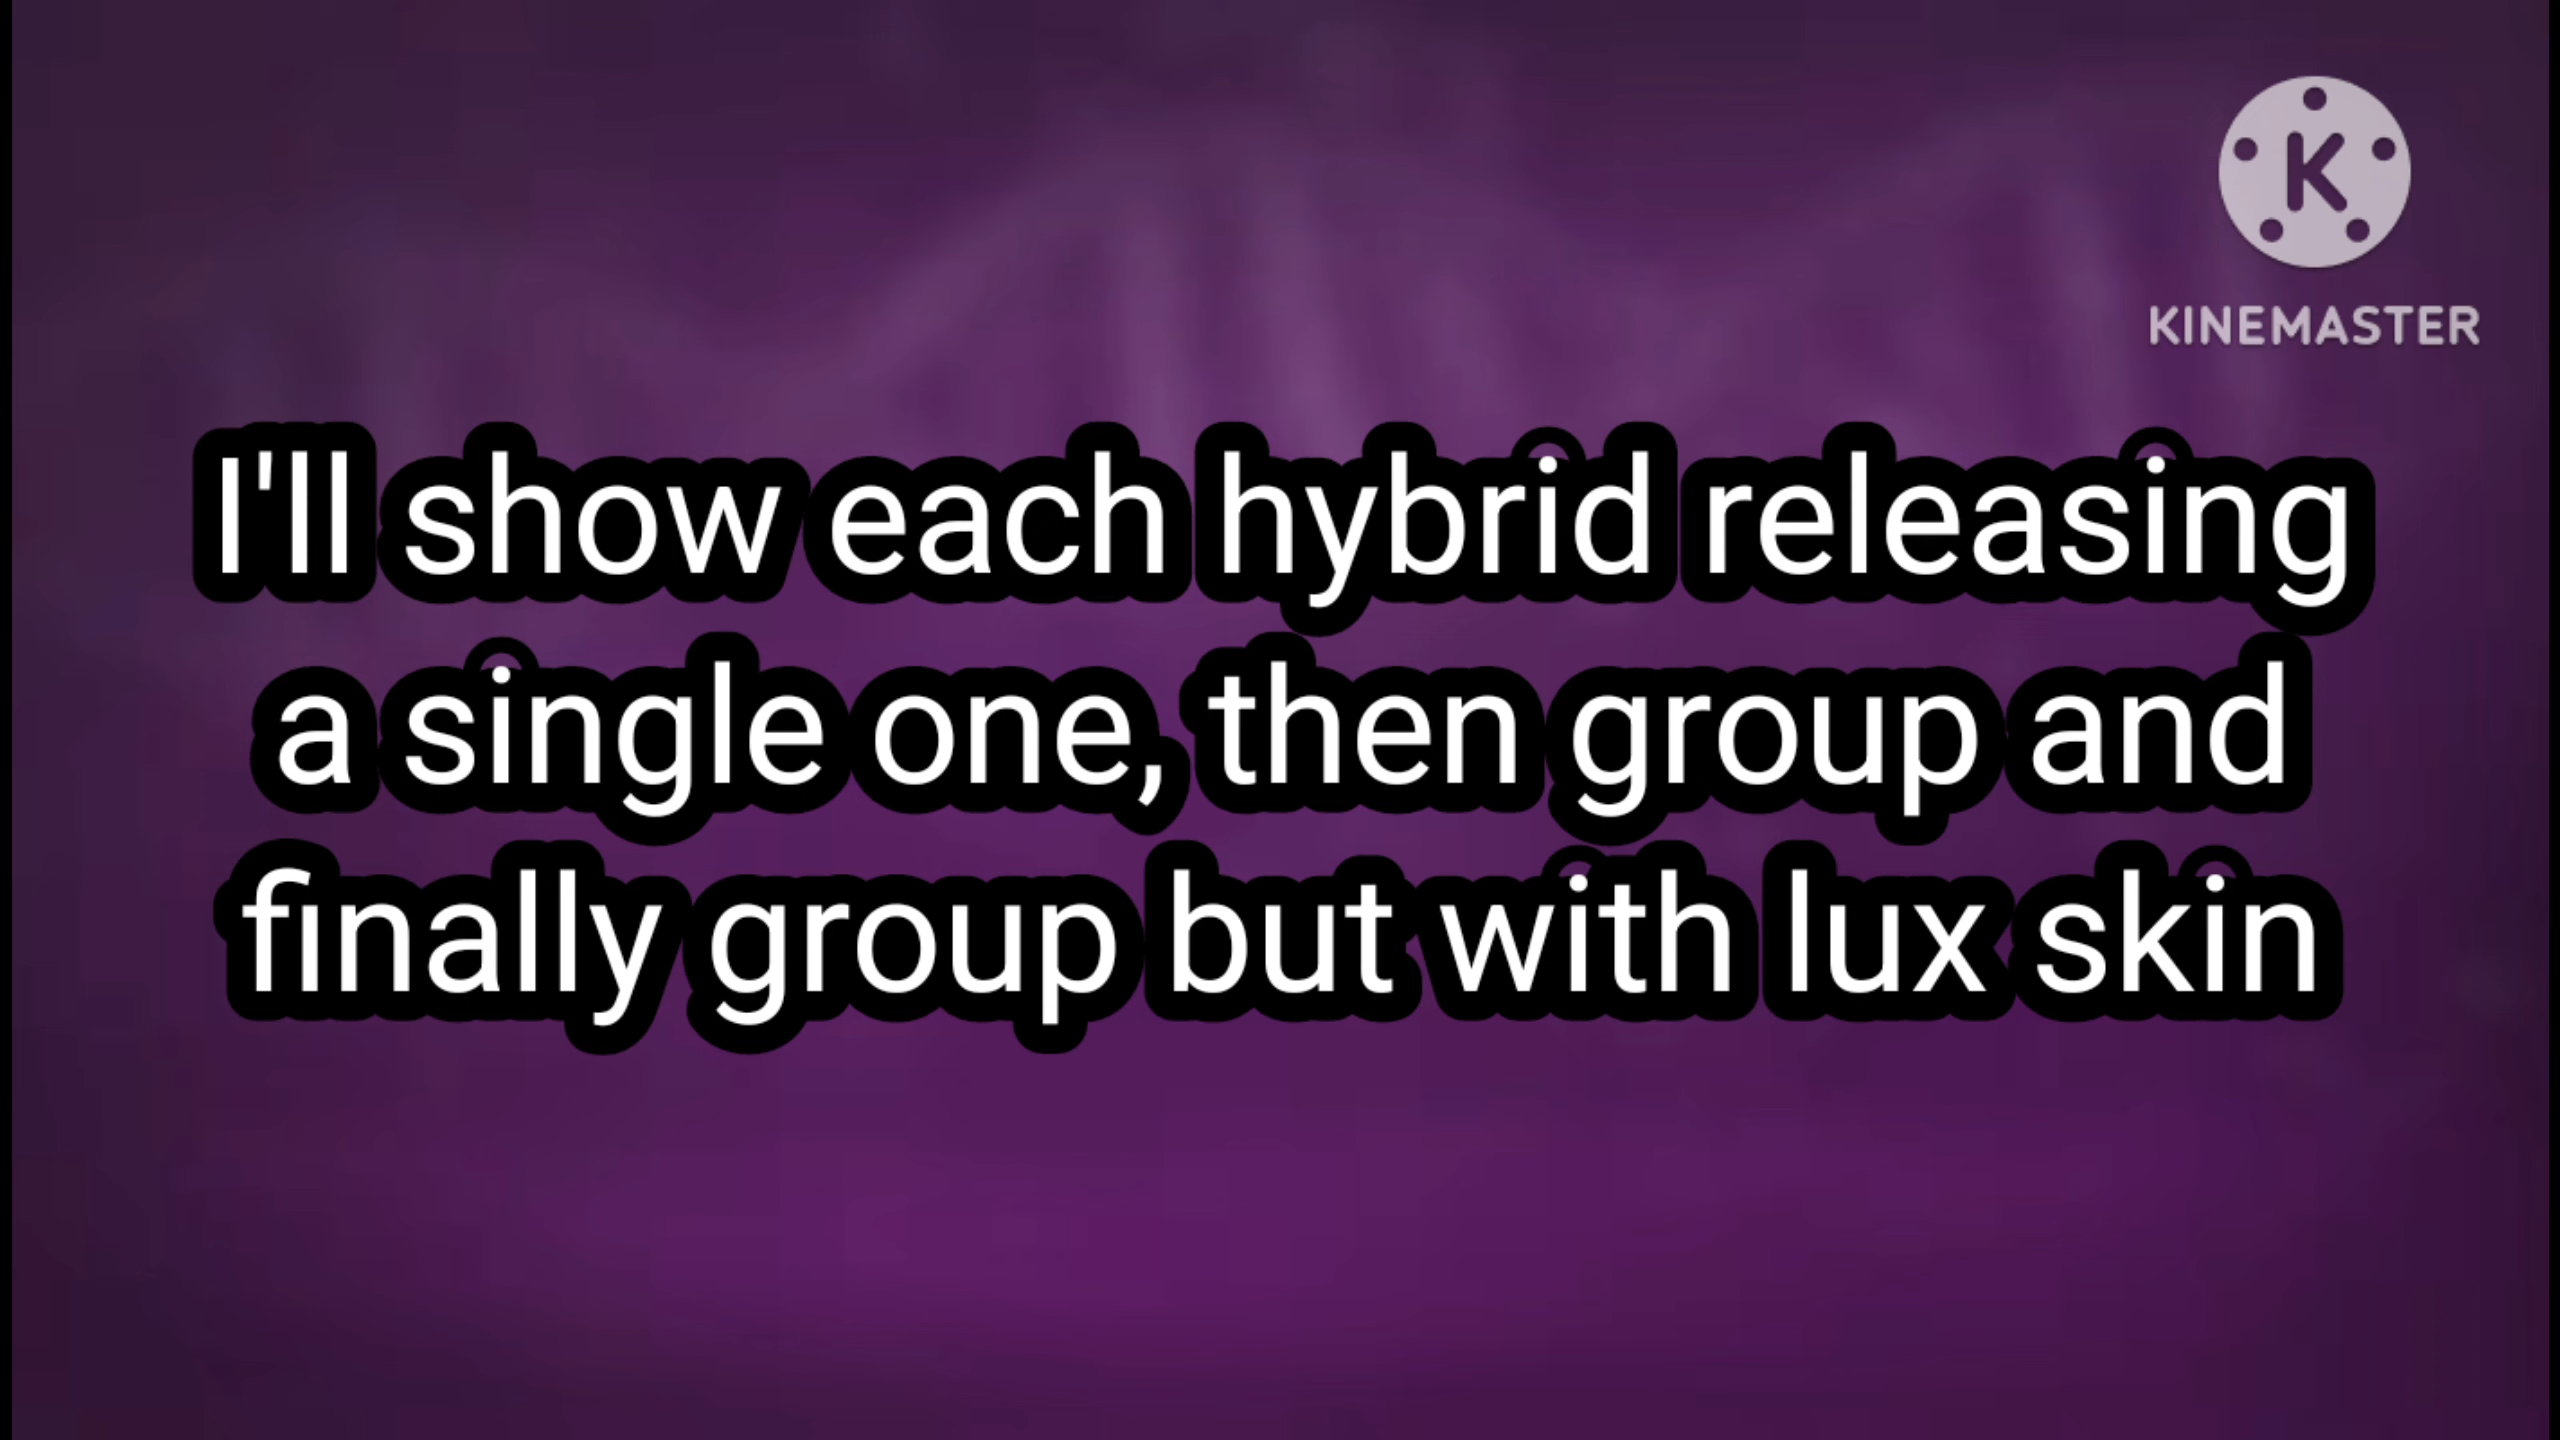 KINEMASTER
I'll show each hybrid releasing
a single one, then group and
finally group but with lux skin